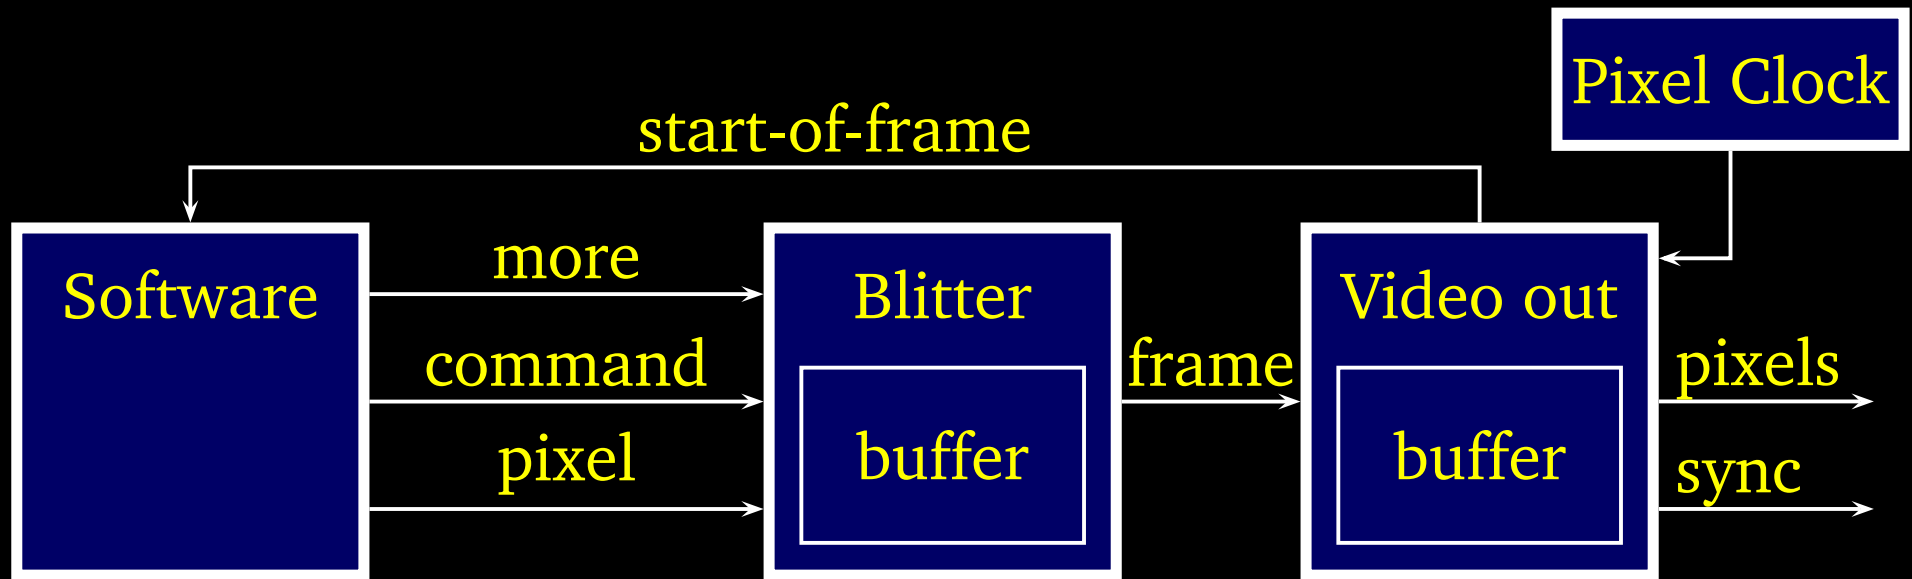 Pixel Clock
start-of-frame
more
Software
Blitter
Video out
command
frame
pixels
pixel
buffer
buffer
sync